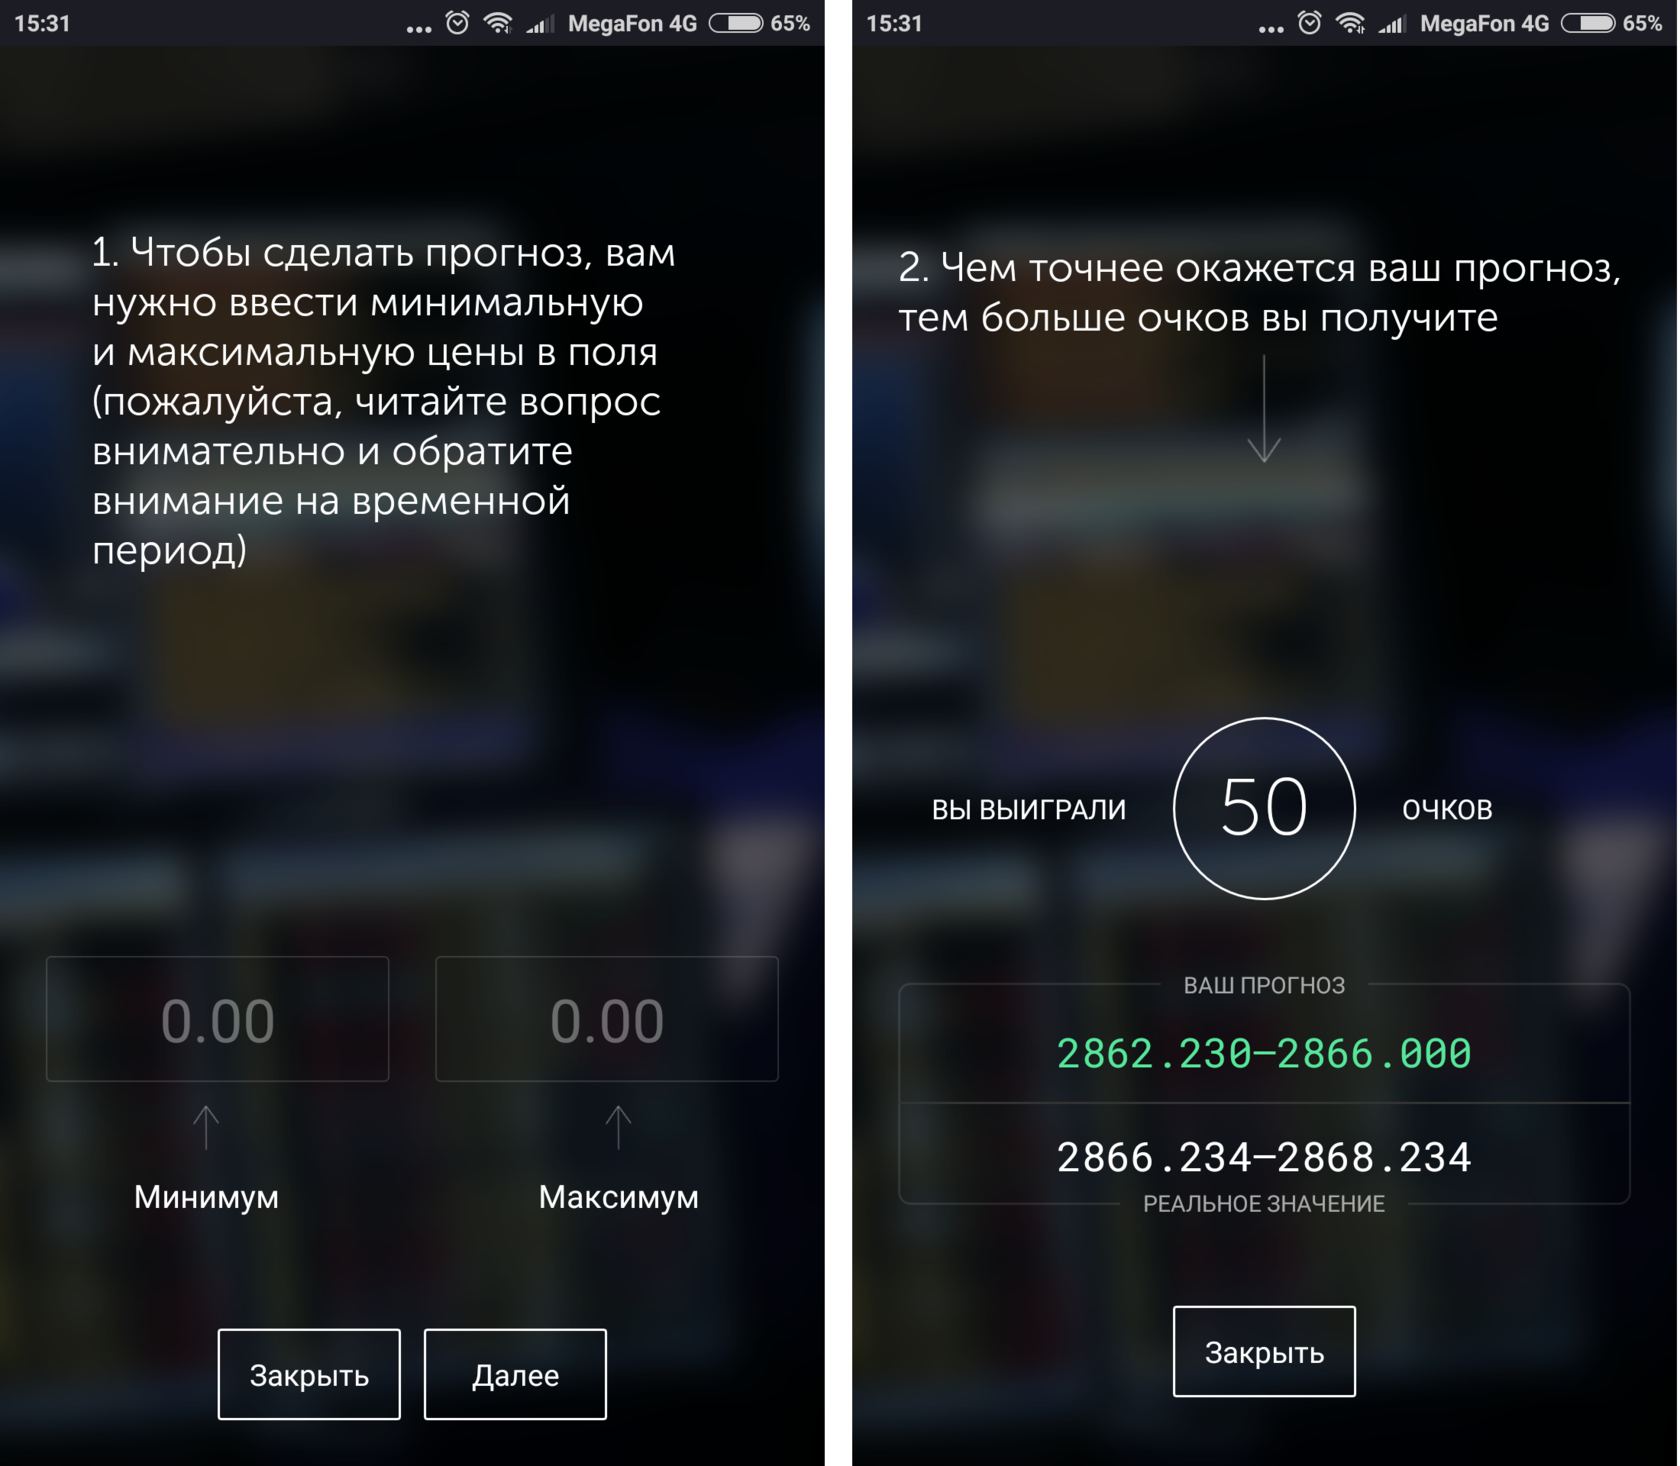 15:31
... MegaFon 4G 65%
1. Чтобы сделать прогноз, вам
нужно ввести минимальную
и максимальную цены в поля
(пожалуйста, читайте вопрос
внимательно и обратите
внимание на временной
период)
0.00 0.00
Минимум Максимум
Закрыть Далее
15:31
... MegaFon 4G 65%
2. Чем точнее окажется ваш прогноз,
тем больше очков вы получите
ВЫ ВЫИГРАЛИ 50 ОЧКОВ
ВАШ ПРОГНОЗ
2862.230–2866.000
2866.234–2868.234
РЕАЛЬНОЕ ЗНАЧЕНИЕ
Закрыть